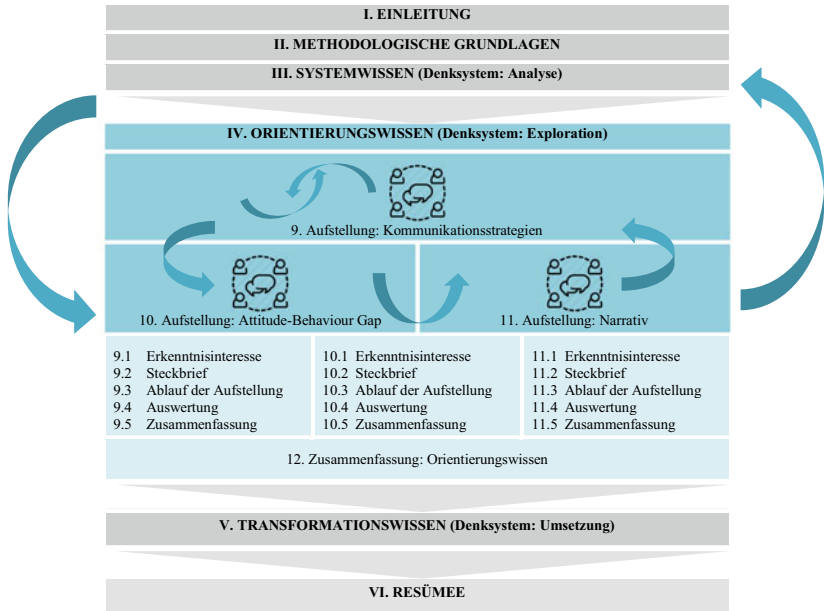 I. EINLEITUNG
II. METHODOLOGISCHE GRUNDLAGEN
III. SYSTEMWISSEN (Denksystem: Analyse)
IV. ORIENTIERUNGSWISSEN (Denksystem: Exploration)
9. Aufstellung: Kommunikationsstrategien
10. Aufstellung: Attitude-Behaviour Gap
11. Aufstellung: Narrativ
9.1 Erkenntnisinteresse
9.2 Steckbrief
9.3 Ablauf der Aufstellung
9.4 Auswertung
9.5 Zusammenfassung
10.1 Erkenntnisinteresse
10.2 Steckbrief
10.3 Ablauf der Aufstellung
10.4 Auswertung
10.5 Zusammenfassung
11.1 Erkenntnisinteresse
11.2 Steckbrief
11.3 Ablauf der Aufstellung
11.4 Auswertung
11.5 Zusammenfassung
12. Zusammenfassung: Orientierungswissen
V. TRANSFORMATIONSWISSEN (Denksystem: Umsetzung)
VI. RESÜMEE